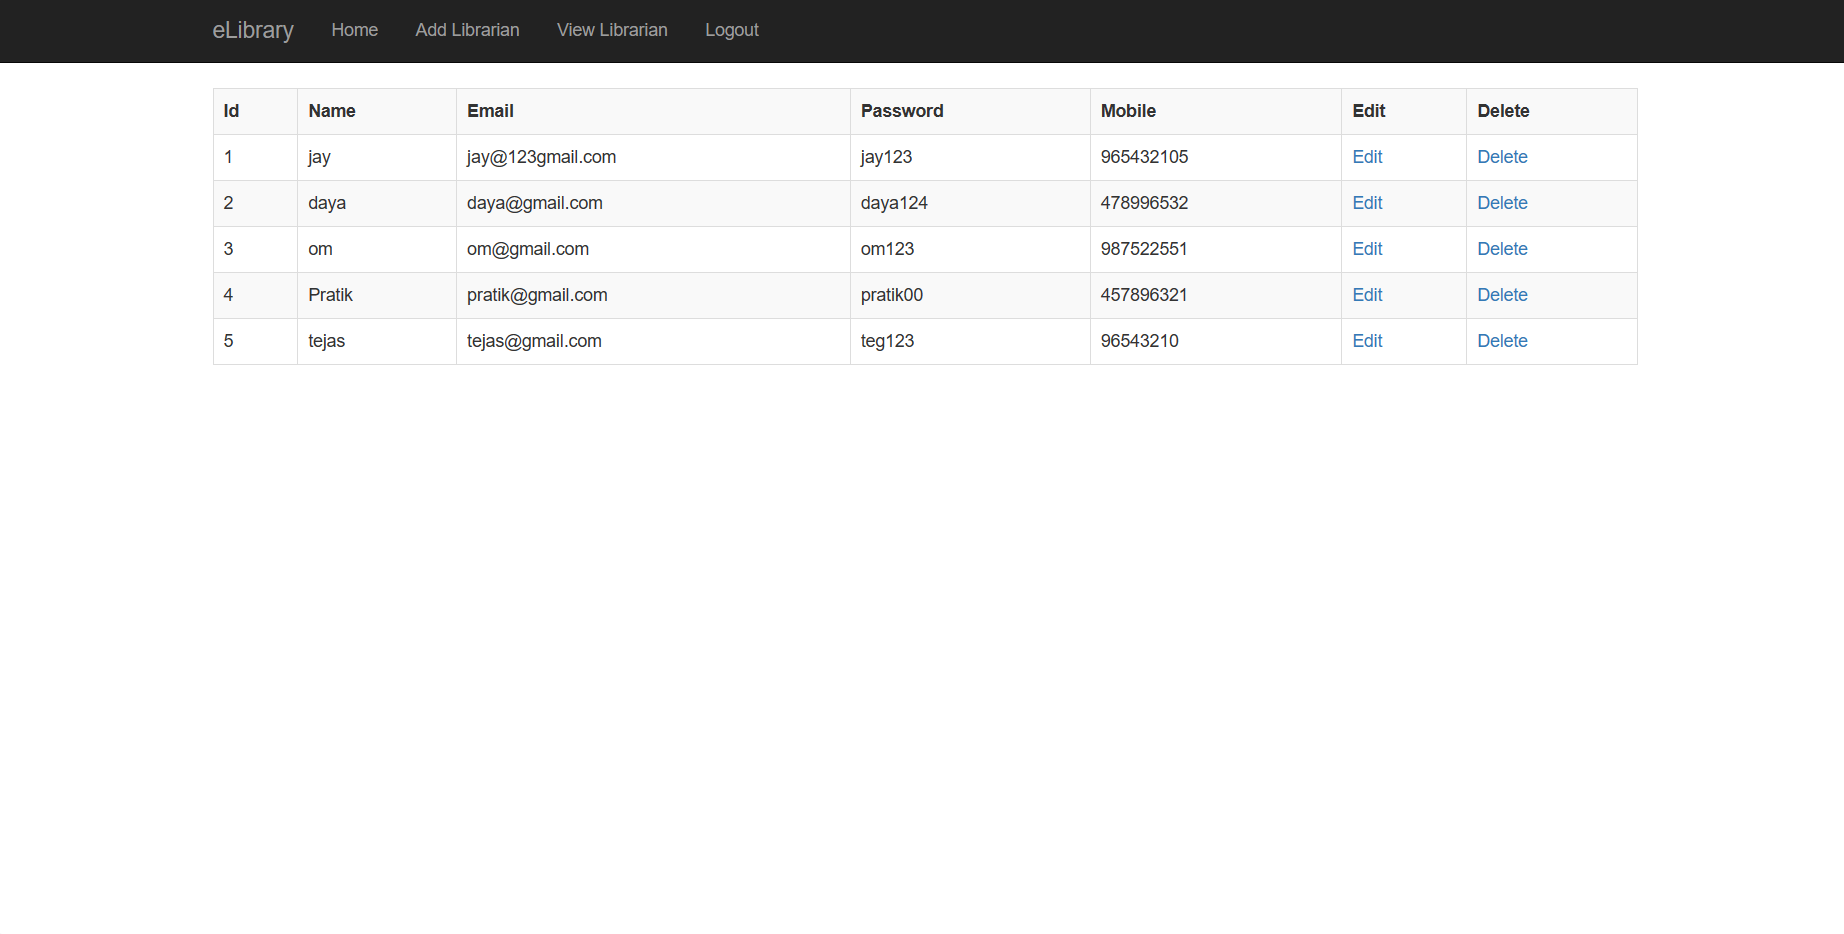 eLibrary Home Add Librarian View Librarian Logout
Id Name Email Password Mobile Edit Delete
1 jay jay@123gmail.com jay123 965432105 Edit Delete
2 daya daya@gmail.com daya124 478996532 Edit Delete
3 om om@gmail.com om123 987522551 Edit Delete
4 Pratik pratik@gmail.com pratik00 457896321 Edit Delete
5 tejas tejas@gmail.com teg123 96543210 Edit Delete